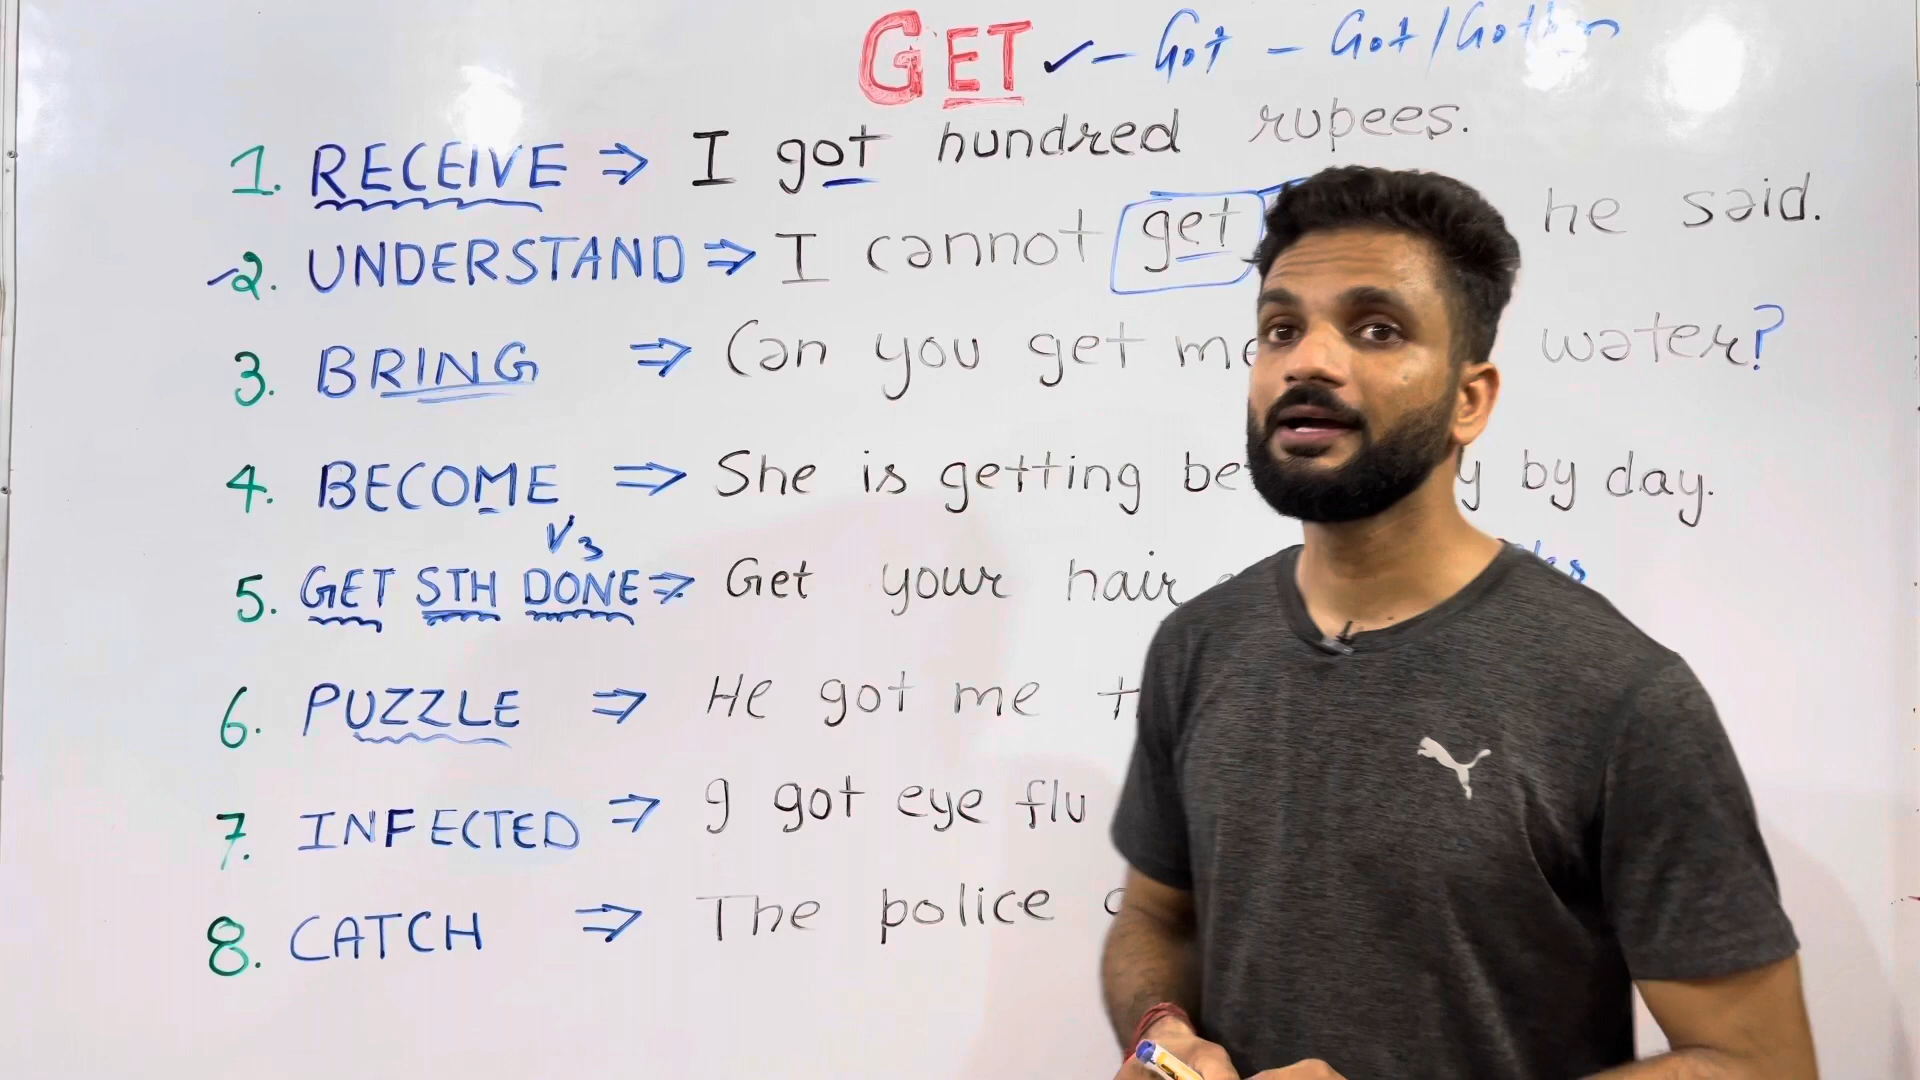 GET ✓ – Got – Got / Gotten
1. RECEIVE ⇒ I got hundred rupees.
2. UNDERSTAND ⇒ I cannot get he said.
3. BRING ⇒ Can you get me water?
4. BECOME ⇒ She is getting by day.
V3
5. GET STH DONE ⇒ Get your hair
6. PUZZLE ⇒ He got me
7. INFECTED ⇒ I got eye flu
8. CATCH ⇒ The police